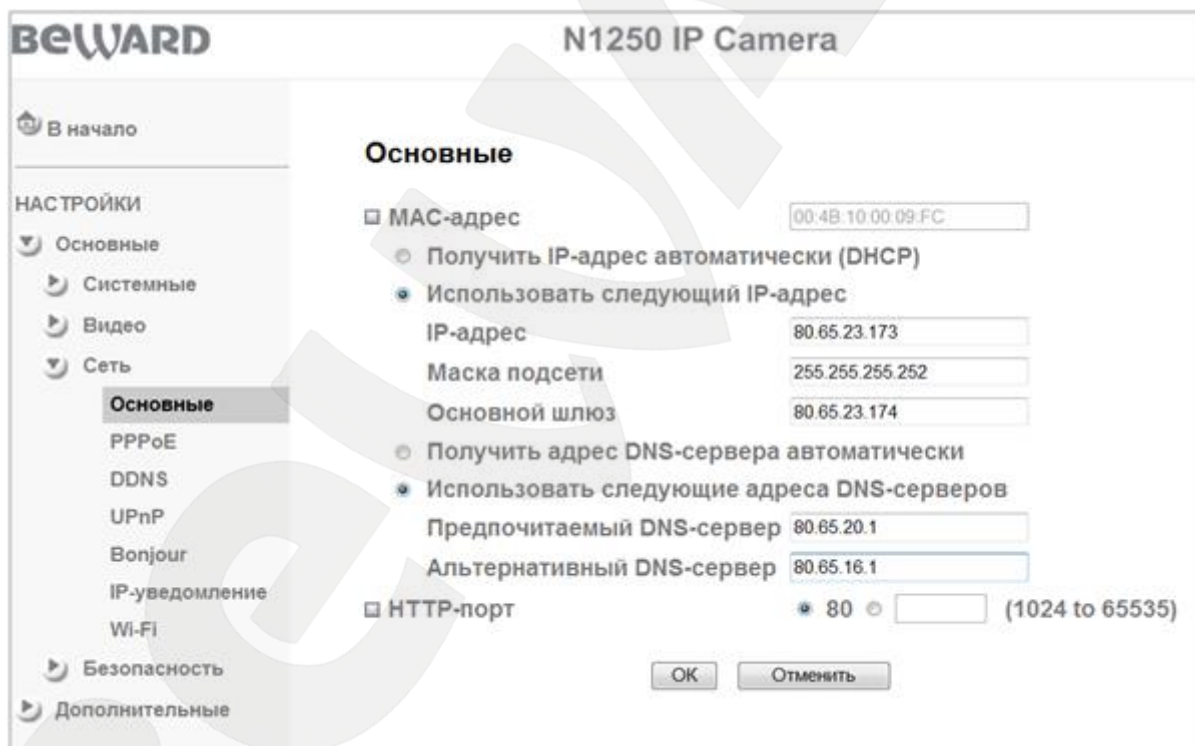 BEWARD
N1250 IP Camera
В начало
НАСТРОЙКИ
Основные
Системные
Видео
Сеть
Основные
PPPoE
DDNS
UPnP
Bonjour
IP-уведомление
Wi-Fi
Безопасность
Дополнительные
Основные
MAC-адрес 00:4B:10:00:09:FC
Получить IP-адрес автоматически (DHCP)
Использовать следующий IP-адрес
IP-адрес 80.65.23.173
Маска подсети 255.255.255.252
Основной шлюз 80.65.23.174
Получить адрес DNS-сервера автоматически
Использовать следующие адреса DNS-серверов
Предпочитаемый DNS-сервер 80.65.20.1
Альтернативный DNS-сервер 80.65.16.1
HTTP-порт 80 (1024 to 65535)
OK Отменить